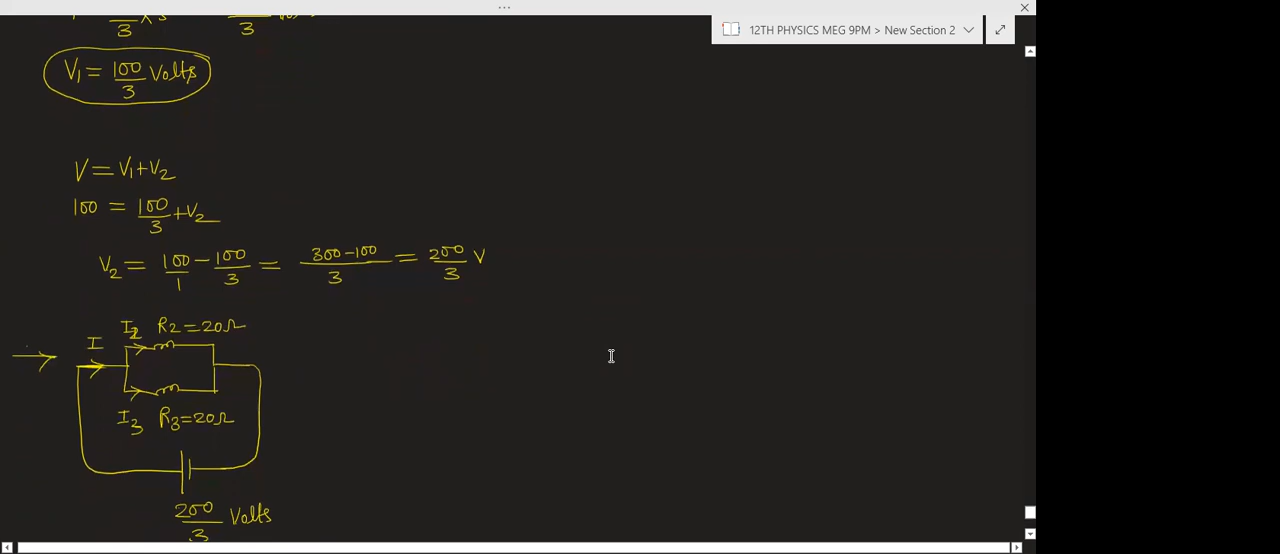 12TH PHYSICS MEG 9PM > New Section 2
V₁ = 100/3 Volts
V = V₁ + V₂
100 = 100/3 + V₂
V₂ = 100/1 - 100/3 = 300-100/3 = 200/3 V
I₂ R₂ = 20Ω
I
I₃ R₃ = 20Ω
200/3 Volts